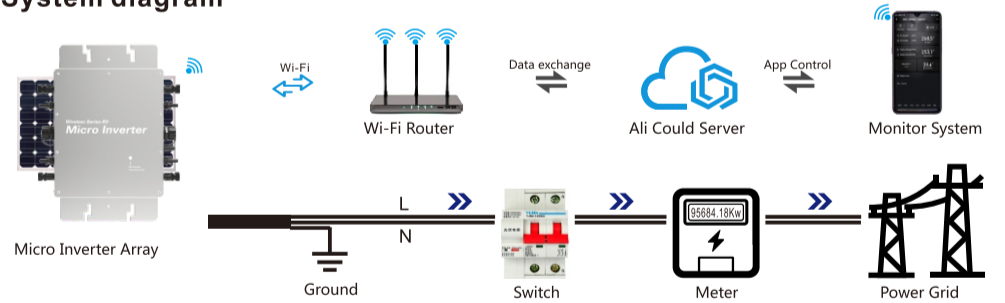 System diagram
Wi-Fi
Data exchange
App Control
Micro Inverter
Wi-Fi Router
Ali Could Server
Monitor System
L
N
95684.18Kw
Micro Inverter Array
Ground
Switch
Meter
Power Grid